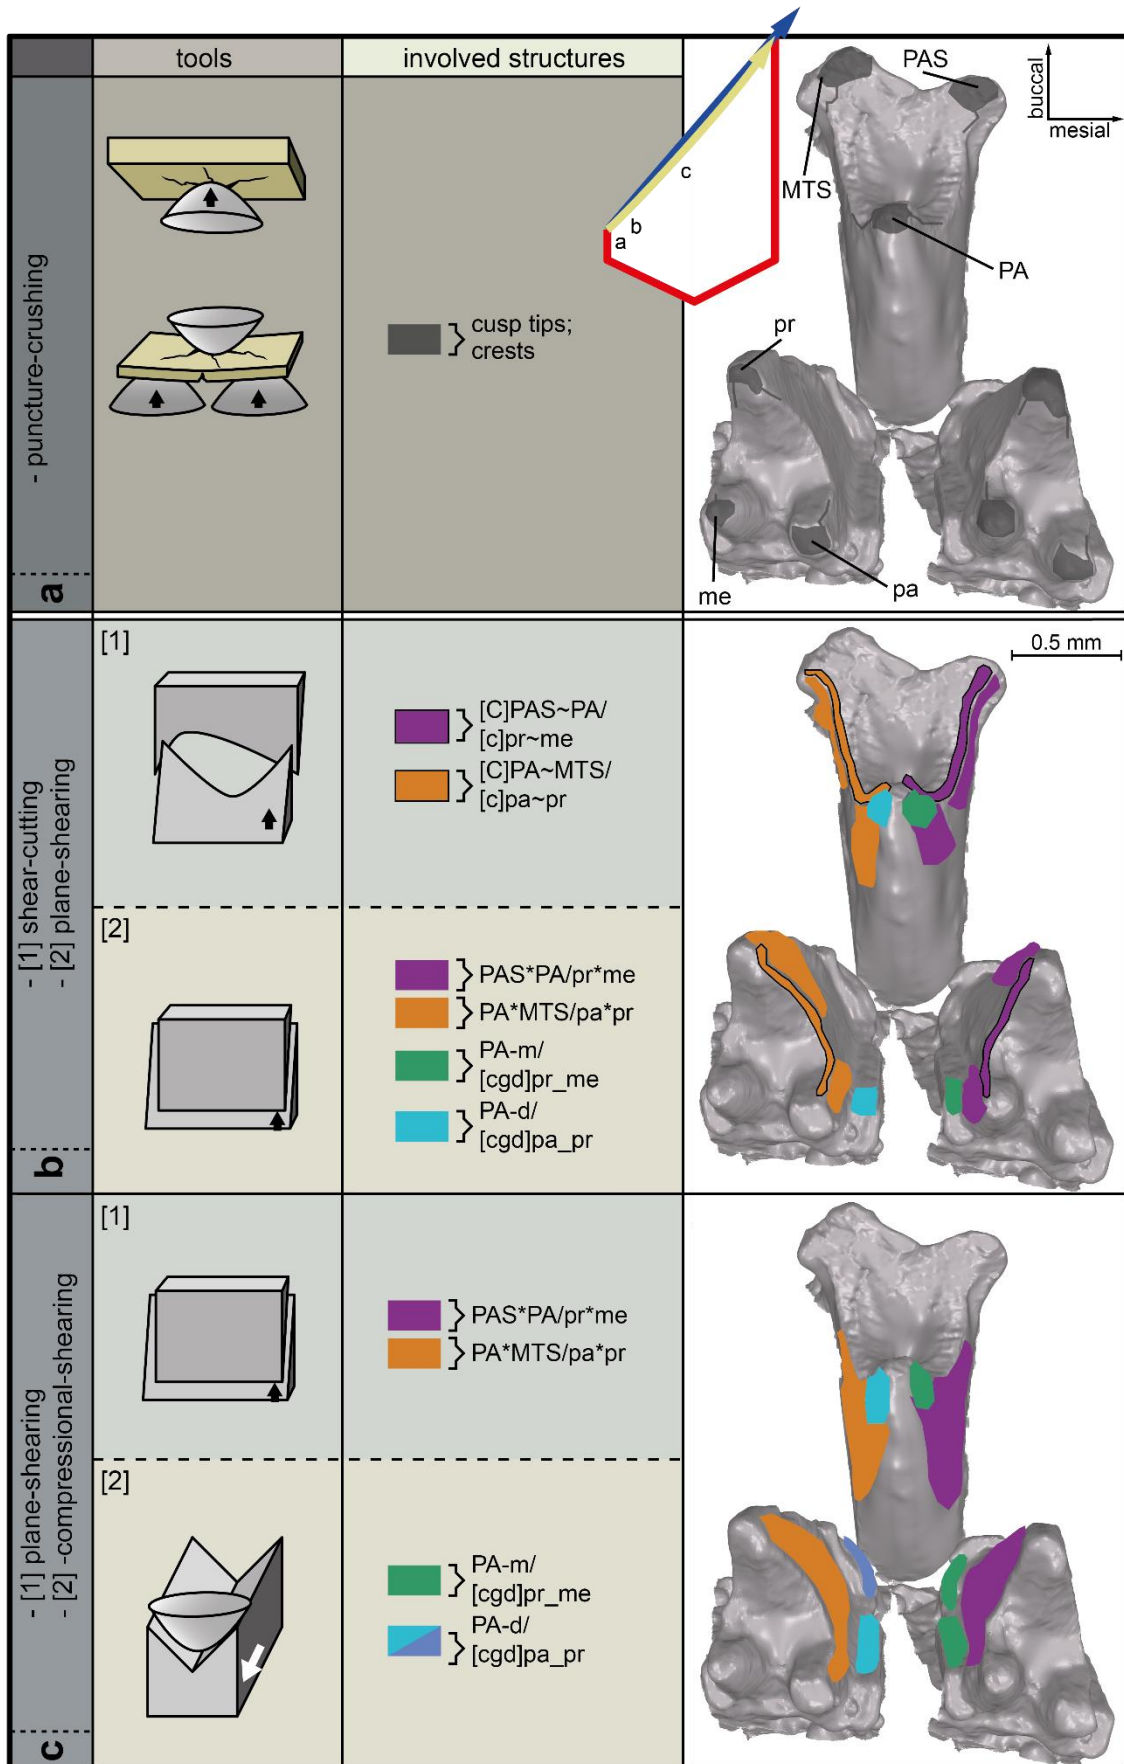 tools
involved structures
- puncture-crushing
a
cusp tips;
crests
a
b
c
PAS
buccal
mesial
MTS
PA
pr
me
pa
- [1] shear-cutting
- [2] plane-shearing
b
[1]
[C]PAS~PA/
[c]pr~me
[C]PA~MTS/
[c]pa~pr
0.5 mm
[2]
PAS*PA/pr*me
PA*MTS/pa*pr
PA-m/
[cgd]pr_me
PA-d/
[cgd]pa_pr
- [1] plane-shearing
- [2] -compressional-shearing
c
[1]
PAS*PA/pr*me
PA*MTS/pa*pr
[2]
PA-m/
[cgd]pr_me
PA-d/
[cgd]pa_pr